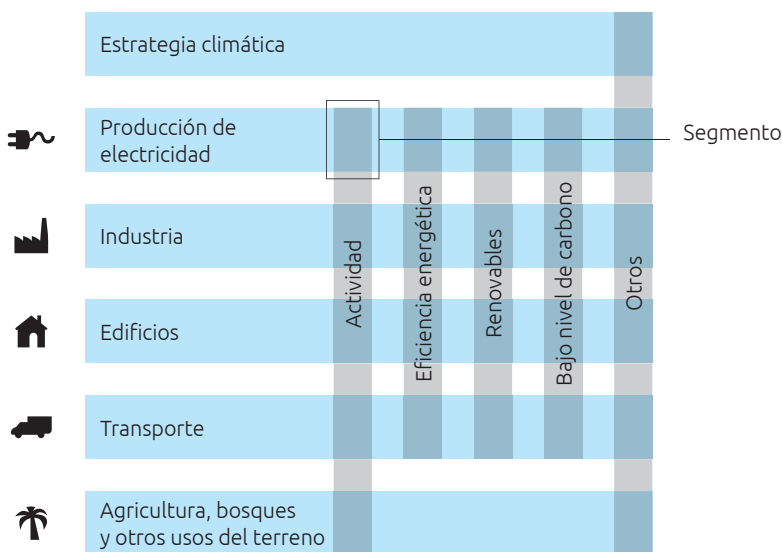 Estrategia climática
Producción de
electricidad
Segmento
Industria
Edificios
Transporte
Agricultura, bosques
y otros usos del terreno
Actividad
Eficiencia energética
Renovables
Bajo nivel de carbono
Otros